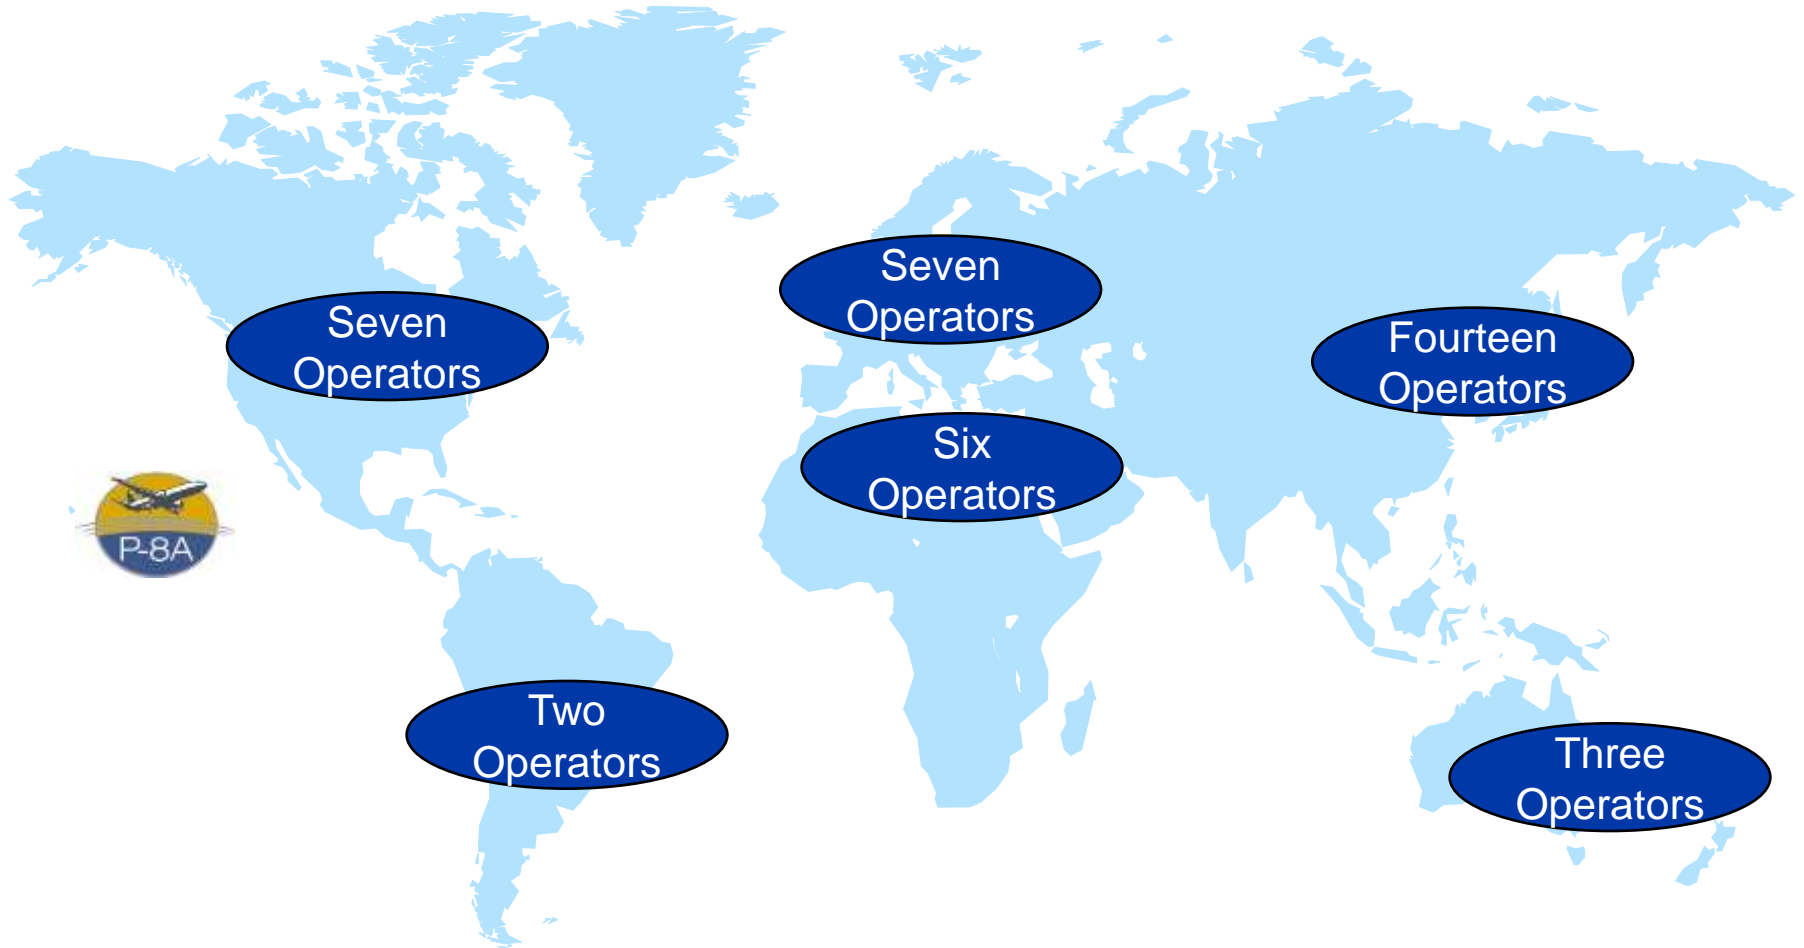 Seven
Operators
Seven
Operators
Fourteen
Operators
Six
Operators
P-8A
Two
Operators
Three
Operators